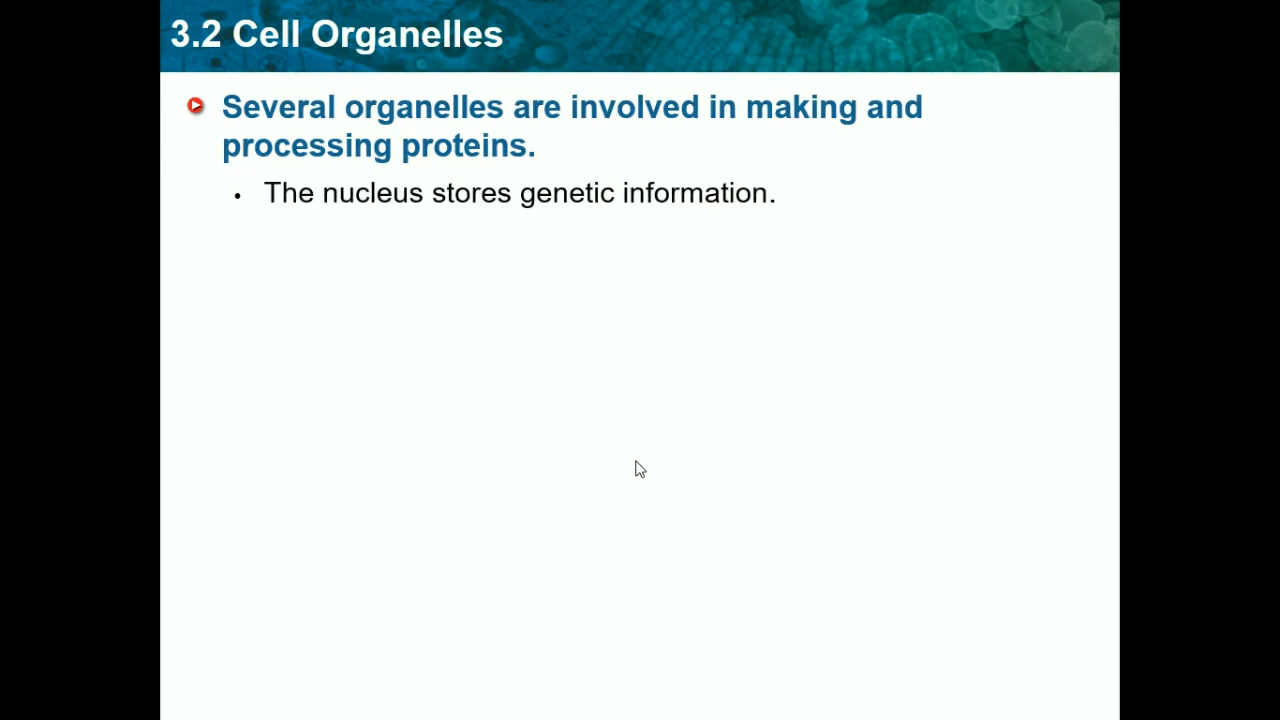 3.2 Cell Organelles
Several organelles are involved in making and
processing proteins.
• The nucleus stores genetic information.